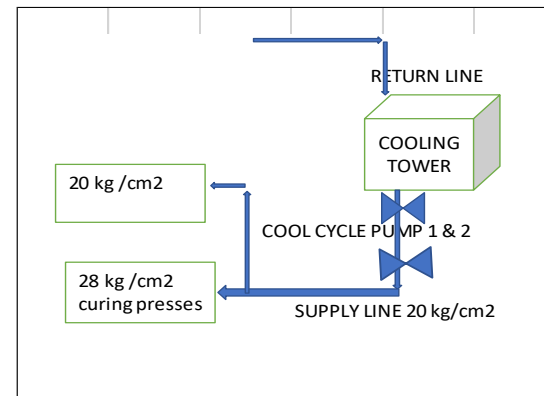 RETURN LINE
COOLING
TOWER
20 kg /cm2
COOL CYCLE PUMP 1 & 2
28 kg /cm2
curing presses
SUPPLY LINE 20 kg/cm2